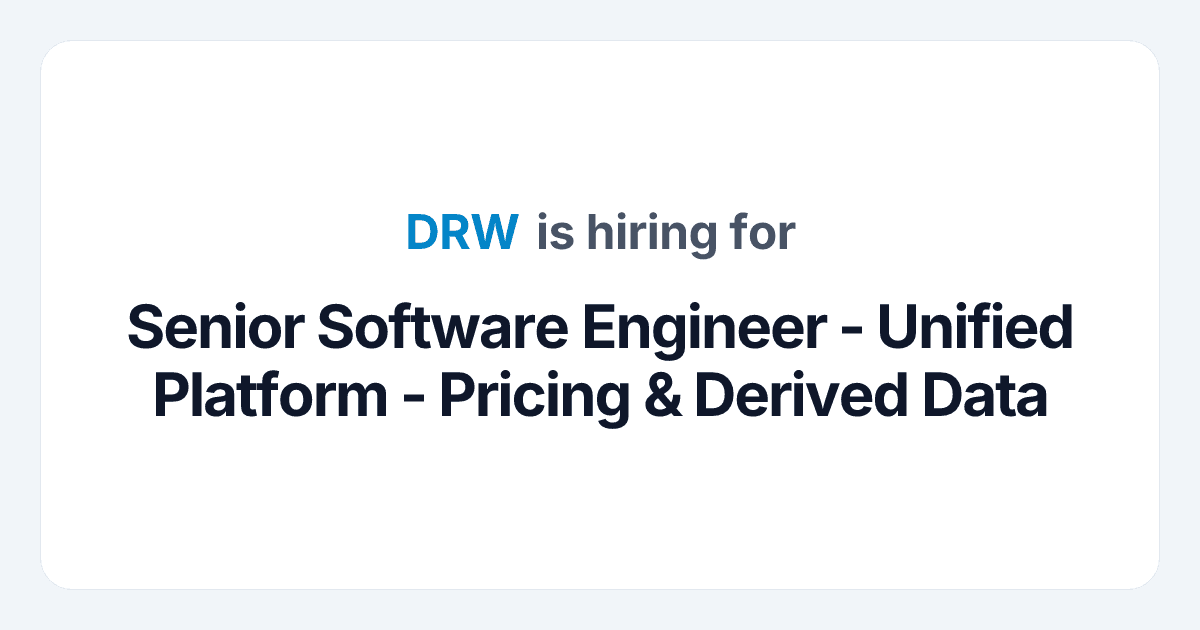 DRW is hiring for
Senior Software Engineer - Unified
Platform - Pricing & Derived Data